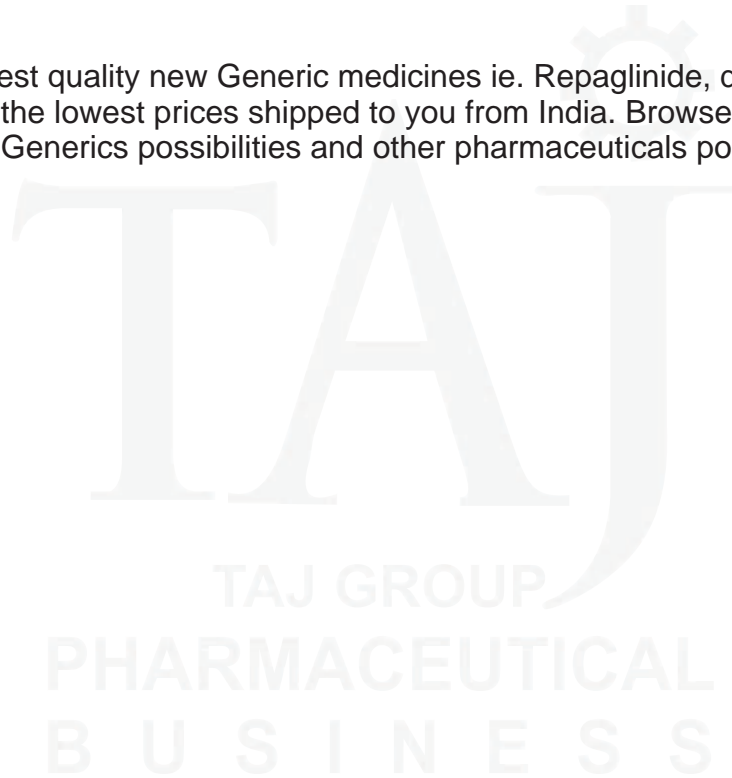 est quality new Generic medicines ie. Repaglinide,
the lowest prices shipped to you from India. Browse
Generics possibilities and other pharmaceuticals
TAJ
TAJ GROUP
PHARMACEUTICAL
BUSINESS